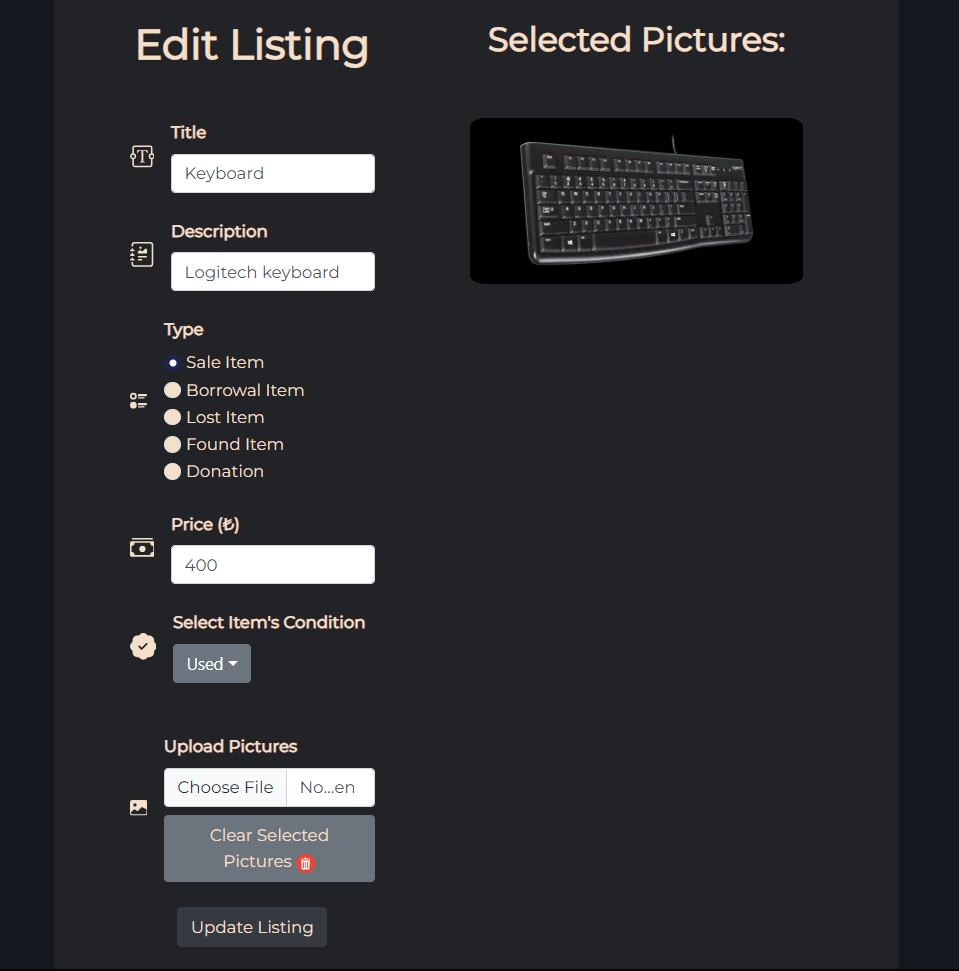 Edit Listing
Selected Pictures:
Title
Keyboard
Description
Logitech keyboard
Type
Sale Item
Borrowal Item
Lost Item
Found Item
Donation
Price (₺)
400
Select Item's Condition
Used
Upload Pictures
Choose File
No...en
Clear Selected
Pictures
Update Listing